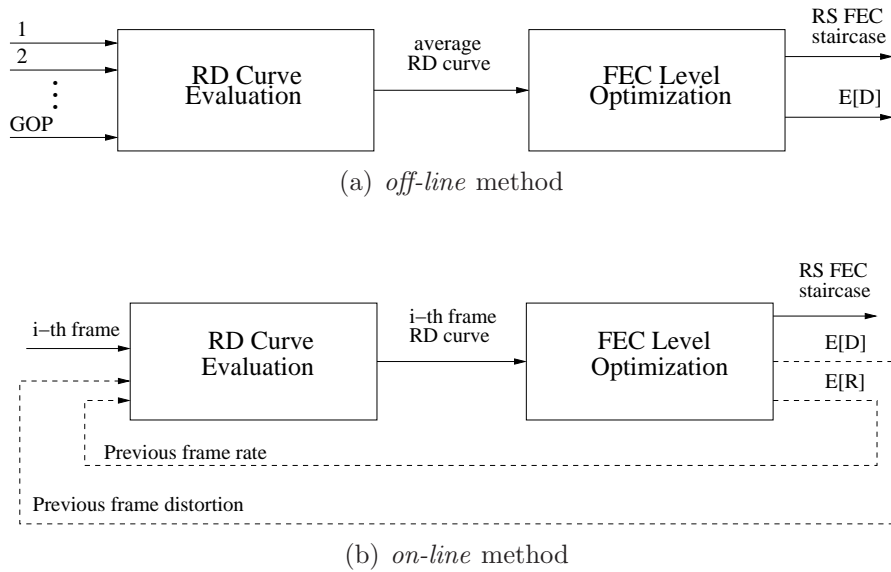 1
2
GOP
RD Curve
Evaluation
average
RD curve
FEC Level
Optimization
RS FEC
staircase
E[D]
(a) off-line method
i−th frame
RD Curve
Evaluation
i−th frame
RD curve
FEC Level
Optimization
RS FEC
staircase
E[D]
E[R]
Previous frame rate
Previous frame distortion
(b) on-line method